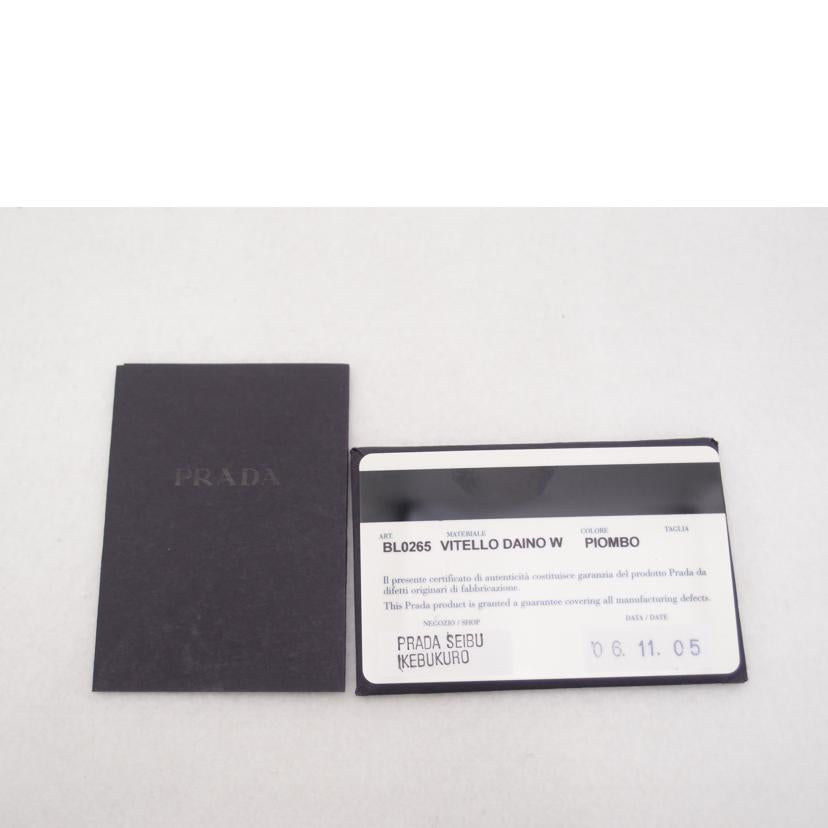 PRADA
ART. MATERIALE COLORE TAGLIA
BL0265 VITELLO DAINO W PIOMBO
Il presente certificato di autenticità costituisce garanzia del prodotto Prada da
difetti originari di fabbricazione.
This Prada product is granted a guarantee covering all manufacturing defects.
NEGOZIO / SHOP DATA / DATE
PRADA SEIBU
IKEBUKURO
06. 11. 05